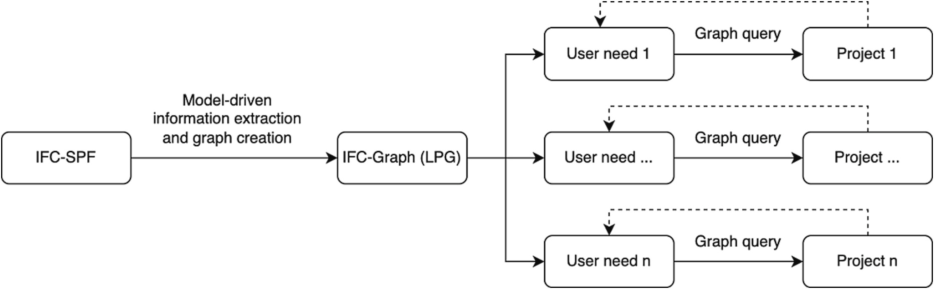 Graph query
User need 1
Project 1
Model-driven
information extraction
and graph creation
IFC-SPF
IFC-Graph (LPG)
Graph query
User need ...
Project ...
Graph query
User need n
Project n